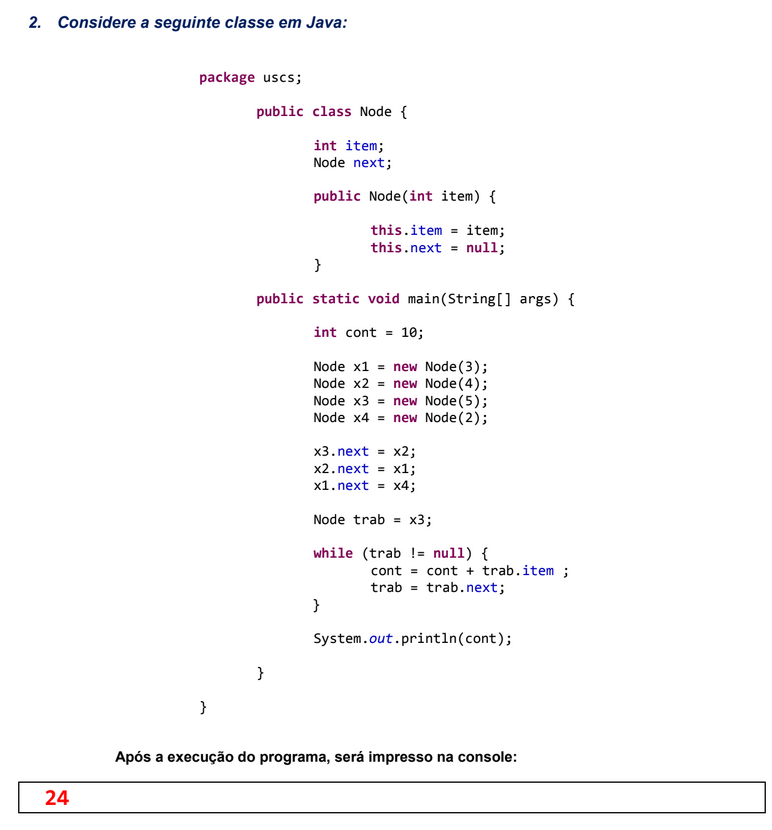 2. Considere a seguinte classe em Java:
package uscs;
public class Node {
int item;
Node next;
public Node(int item) {
this.item = item;
this.next = null;
}
public static void main(String[] args) {
int cont = 10;
Node x1 = new Node(3);
Node x2 = new Node(4);
Node x3 = new Node(5);
Node x4 = new Node(2);
x3.next = x2;
x2.next = x1;
x1.next = x4;
Node trab = x3;
while (trab != null) {
cont = cont + trab.item ;
trab = trab.next;
}
System.out.println(cont);
}
}
Após a execução do programa, será impresso na console:
24